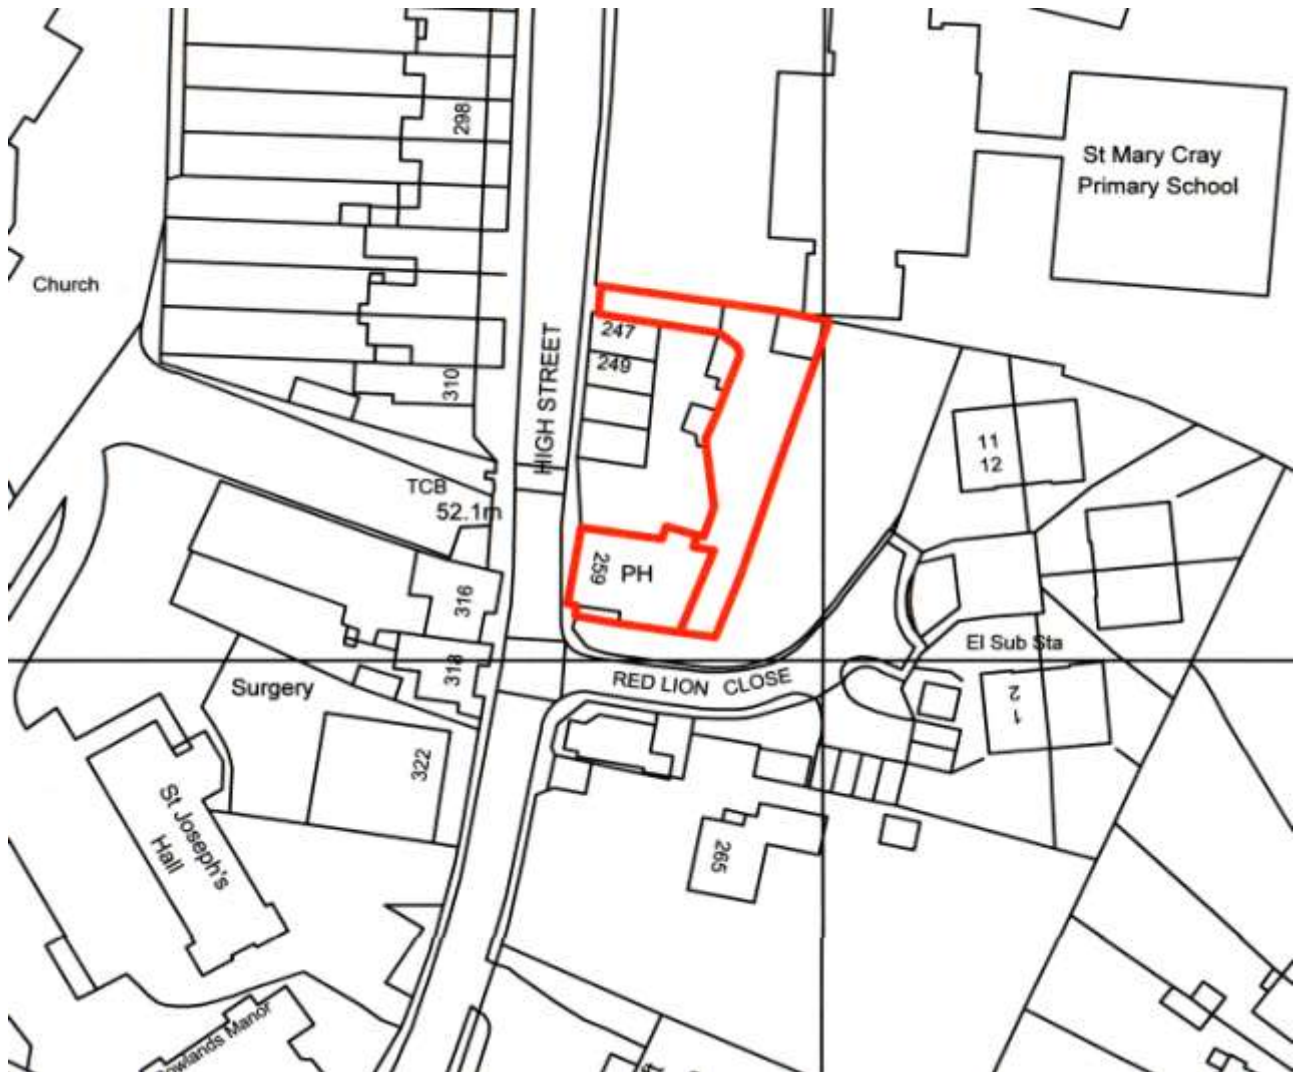 298
St Mary Cray
Primary School
Church
247
HIGH STREET
249
310
11
12
TCB
52.1m
259
PH
316
El Sub Sta
318
RED LION CLOSE
Surgery
2
1
322
St Joseph's
Hall
265
Manor